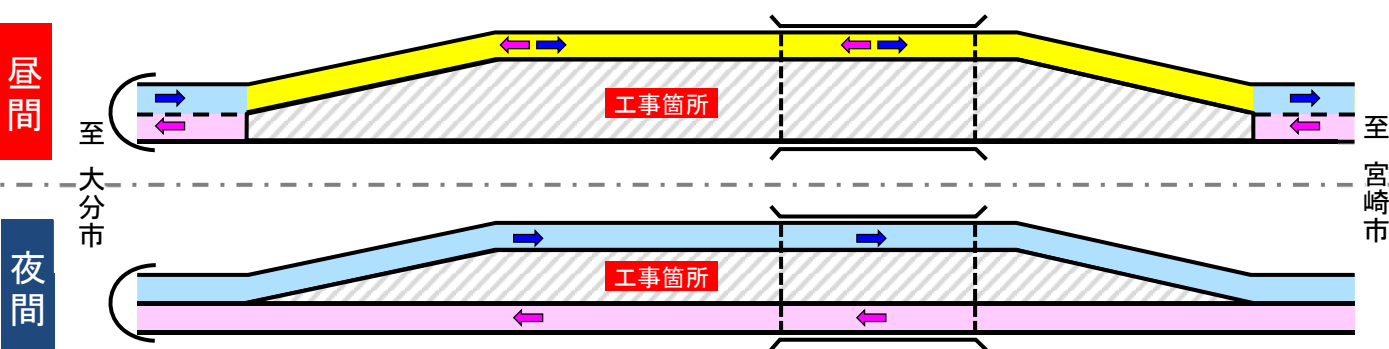 昼間
工事箇所
至 大分市
至 宮崎市
夜間
工事箇所